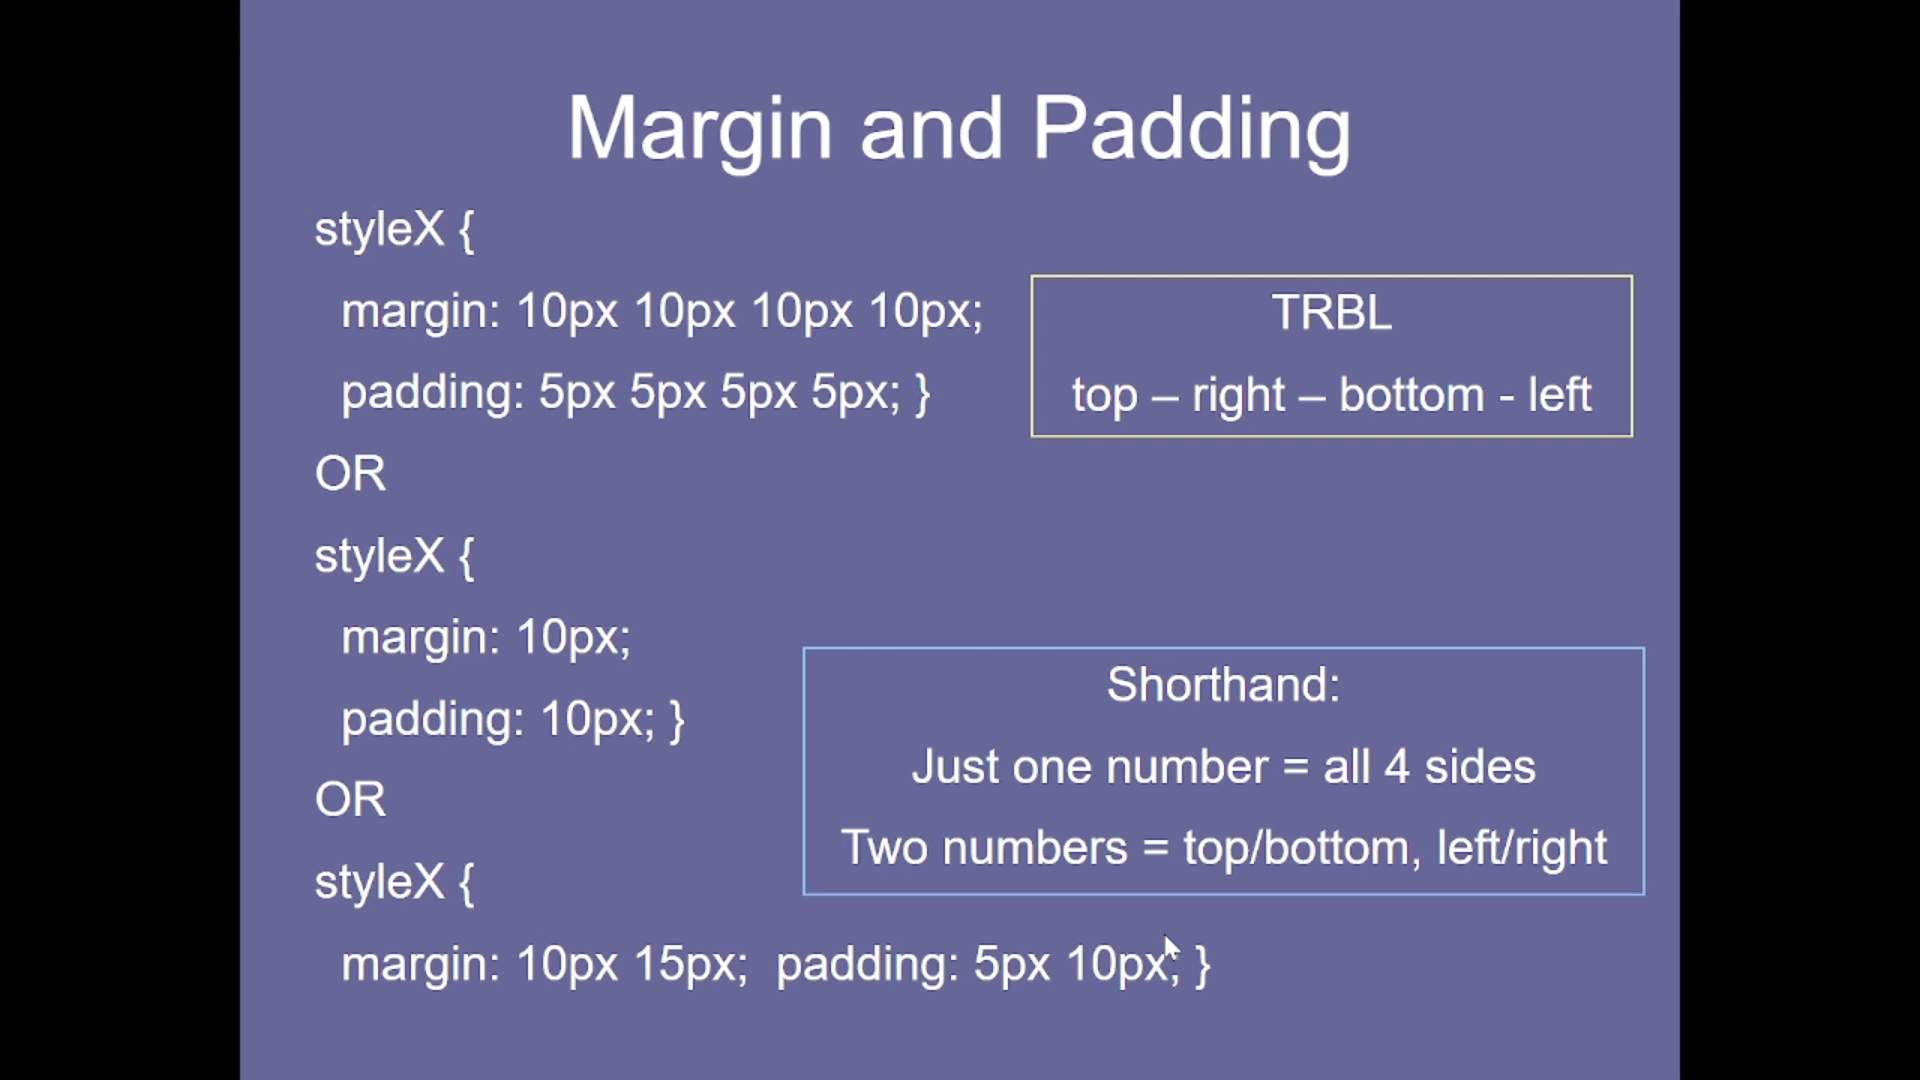 Margin and Padding
styleX {
margin: 10px 10px 10px 10px;
padding: 5px 5px 5px 5px; }
TRBL
top – right – bottom - left
OR
styleX {
margin: 10px;
padding: 10px; }
Shorthand:
Just one number = all 4 sides
Two numbers = top/bottom, left/right
OR
styleX {
margin: 10px 15px;  padding: 5px 10px; }